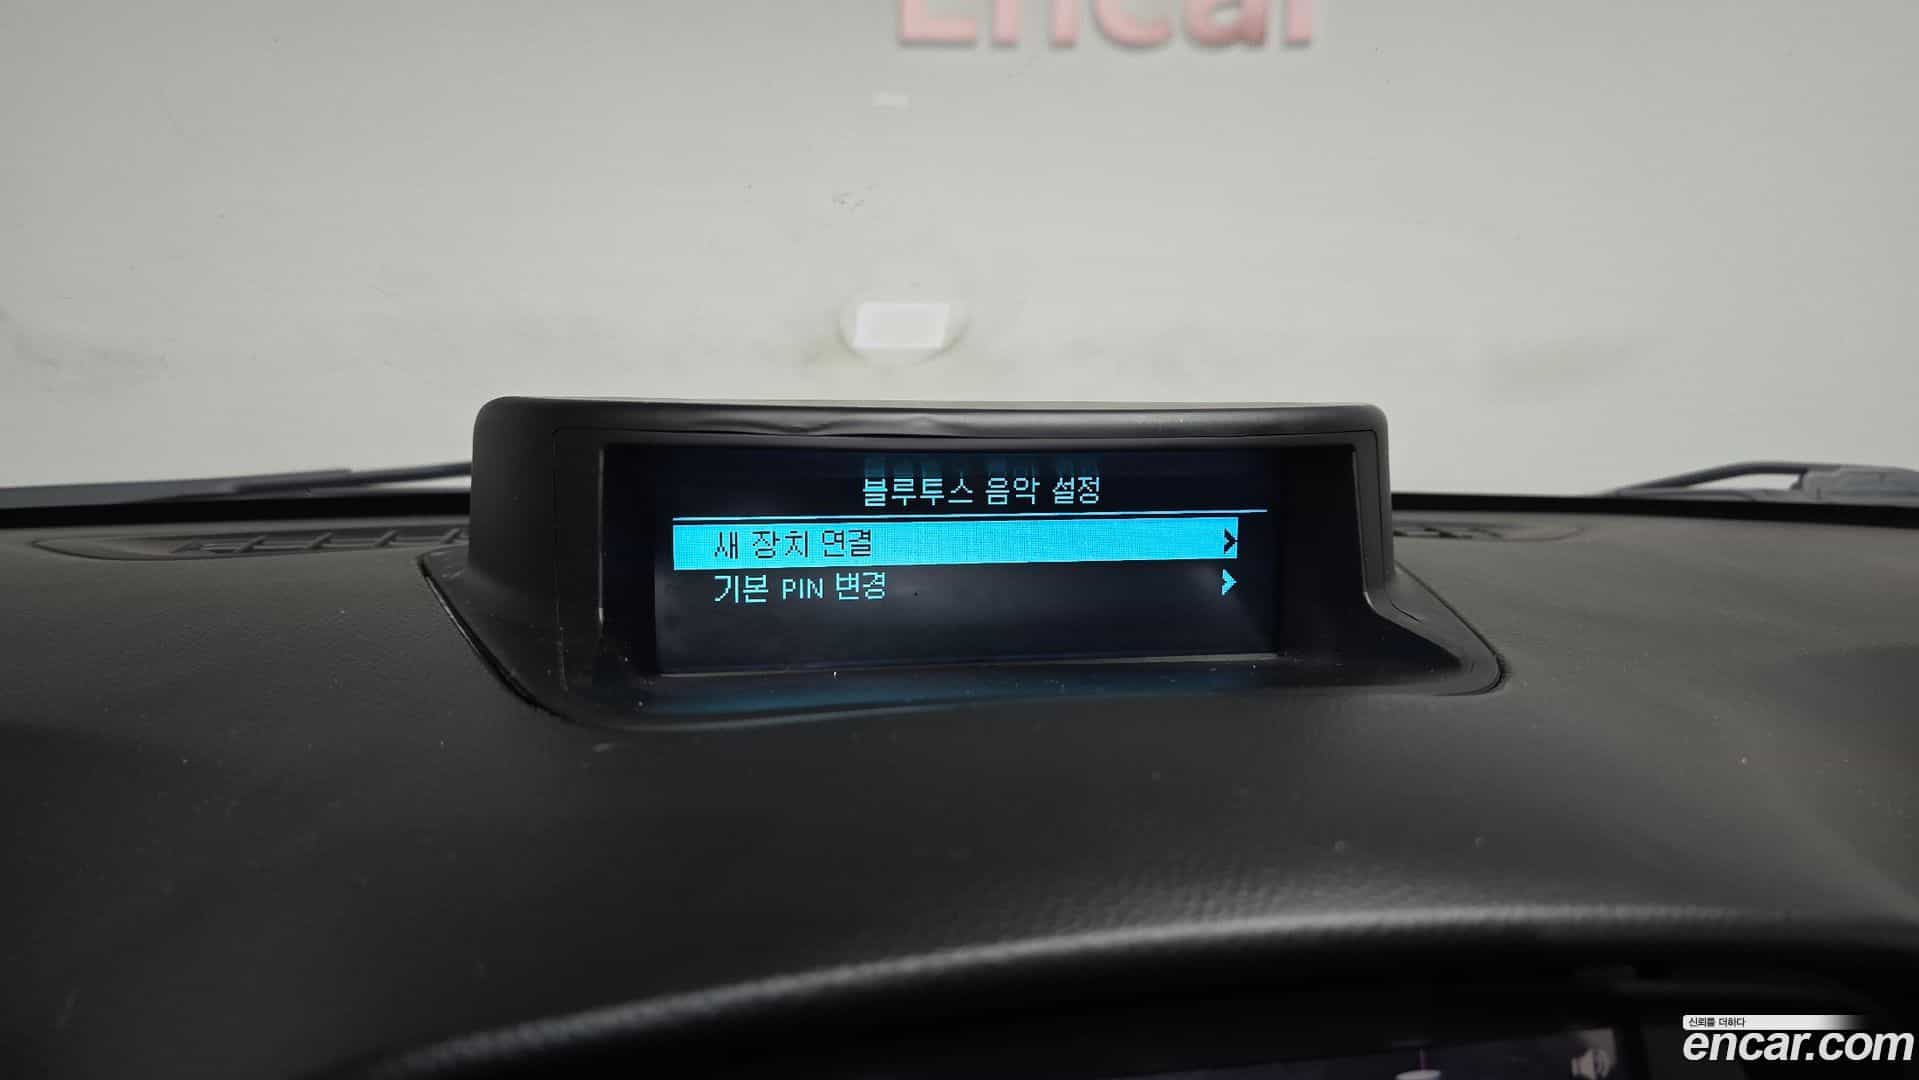 Encar
블루투스 음악 설정
새 장치 연결
기본 PIN 변경
신뢰를 더하다
encar.com